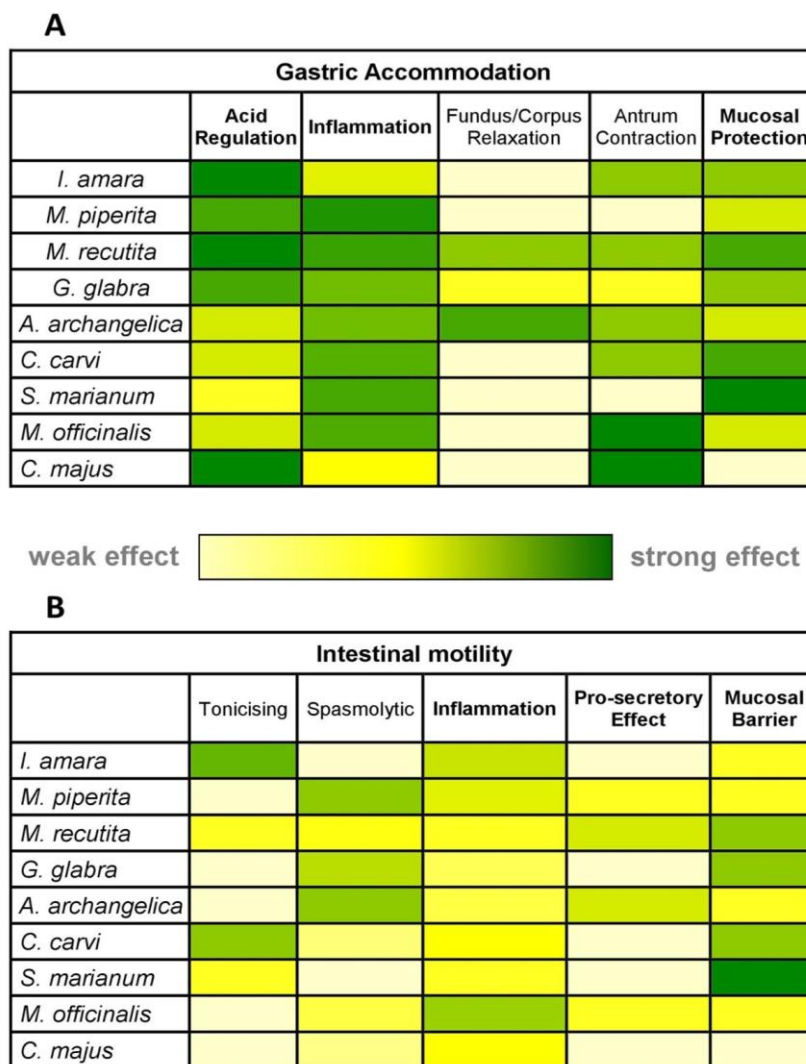 A
Gastric Accommodation
Acid Regulation Inflammation Fundus/Corpus Relaxation Antrum Contraction Mucosal Protection
I. amara
M. piperita
M. recutita
G. glabra
A. archangelica
C. carvi
S. marianum
M. officinalis
C. majus
weak effect strong effect
B
Intestinal motility
Tonicising Spasmolytic Inflammation Pro-secretory Effect Mucosal Barrier
I. amara
M. piperita
M. recutita
G. glabra
A. archangelica
C. carvi
S. marianum
M. officinalis
C. majus